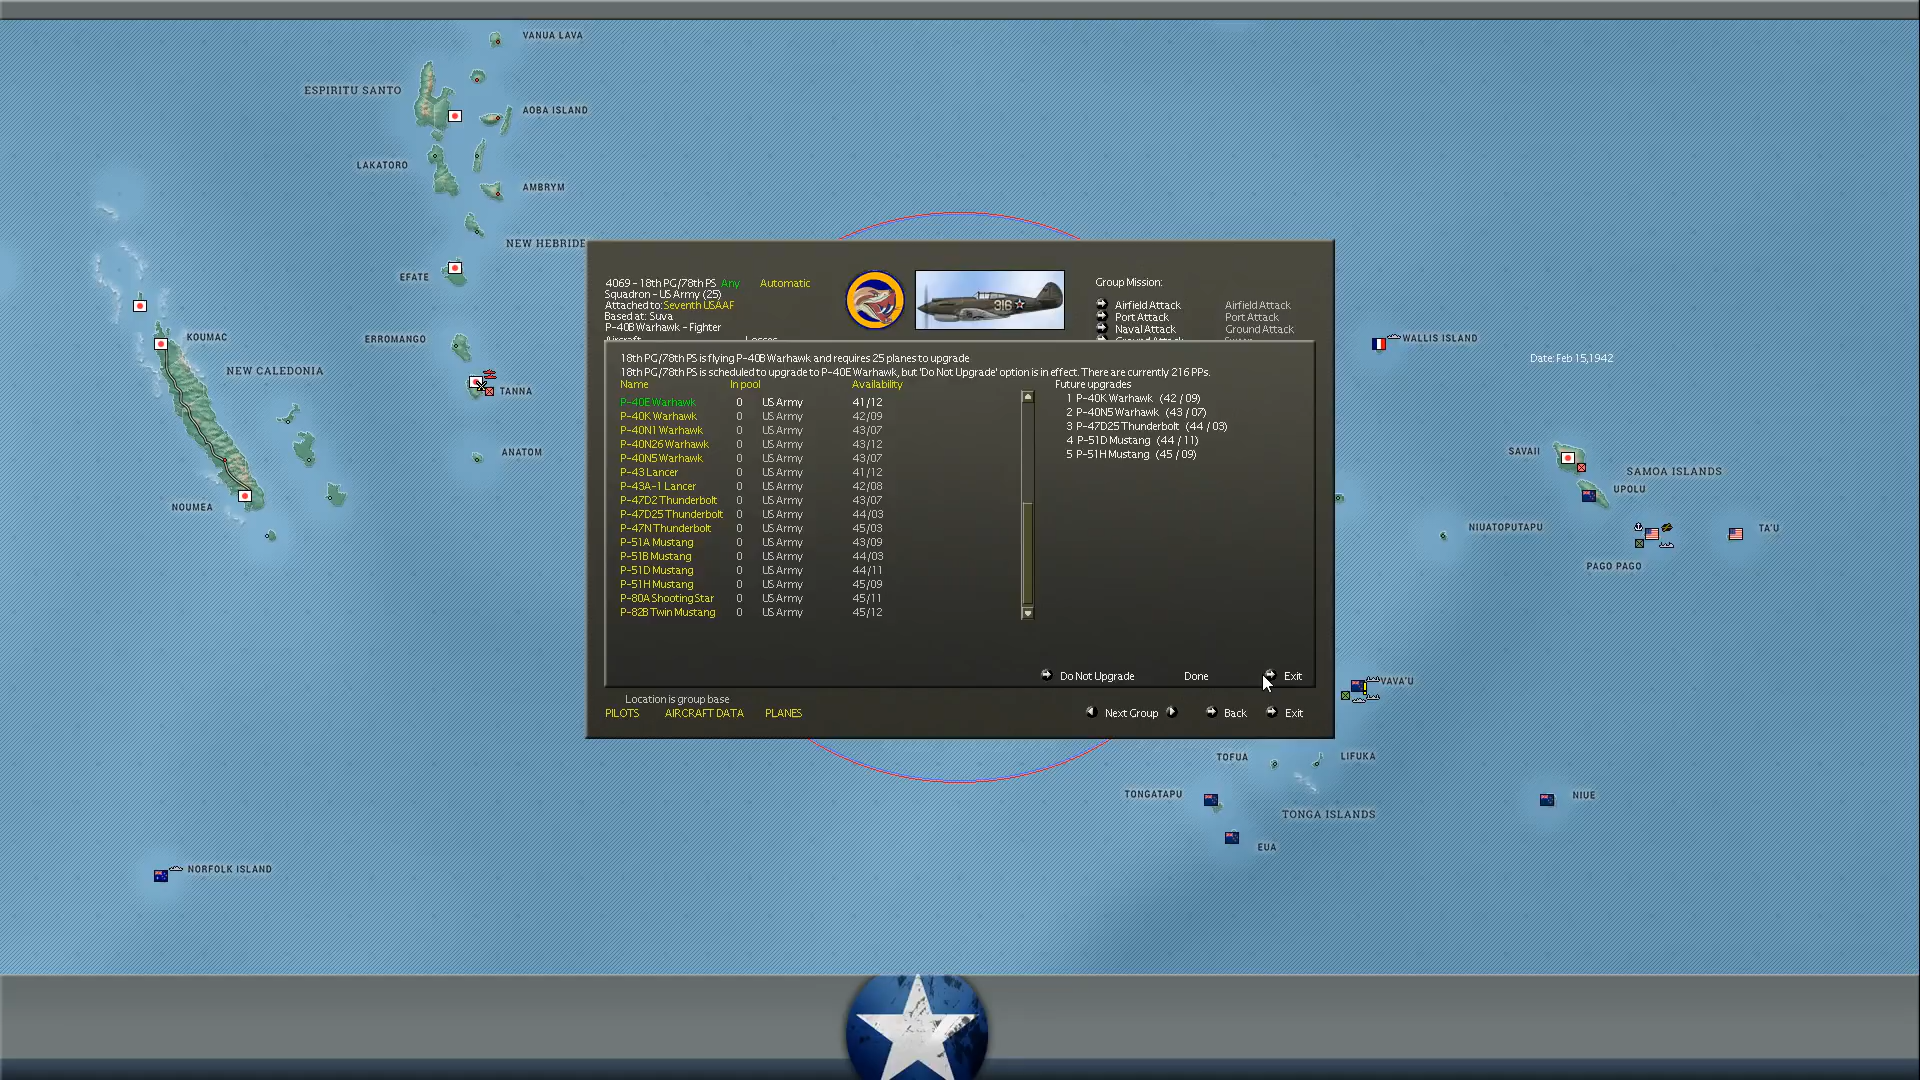 VANUA LAVA
ESPIRITU SANTO
AOBA ISLAND
LAKATORO
AMBRYM
NEW HEBRIDE
EFATE
KOUMAC
ERROMANGO
NEW CALEDONIA
TANNA
ANATOM
NOUMEA
NORFOLK ISLAND
4069 - 18th PG/78th PS Any Automatic
Squadron - US Army (25)
Attached to: Seventh USAAF
Based at: Suva
P-40B Warhawk - Fighter
Aircraft Losses
316
Group Mission:
Airfield Attack Airfield Attack
Port Attack Port Attack
Naval Attack Ground Attack
Ground Attack Sweep
18th PG/78th PS is flying P-40B Warhawk and requires 25 planes to upgrade
18th PG/78th PS is scheduled to upgrade to P-40E Warhawk, but 'Do Not Upgrade' option is in effect. There are currently 216 PPs.
Name In pool Availability Future upgrades
P-40E Warhawk 0 US Army 41/12
P-40K Warhawk 0 US Army 42/09
P-40N1 Warhawk 0 US Army 43/07
P-40N26 Warhawk 0 US Army 43/12
P-40N5 Warhawk 0 US Army 43/07
P-43 Lancer 0 US Army 41/12
P-43A-1 Lancer 0 US Army 42/08
P-47D2 Thunderbolt 0 US Army 43/07
P-47D25 Thunderbolt 0 US Army 44/03
P-47N Thunderbolt 0 US Army 45/03
P-51A Mustang 0 US Army 43/09
P-51B Mustang 0 US Army 44/03
P-51D Mustang 0 US Army 44/11
P-51H Mustang 0 US Army 45/09
P-80A Shooting Star 0 US Army 45/11
P-82B Twin Mustang 0 US Army 45/12
1 P-40K Warhawk (42 / 09)
2 P-40N5 Warhawk (43 / 07)
3 P-47D25 Thunderbolt (44 / 03)
4 P-51D Mustang (44 / 11)
5 P-51H Mustang (45 / 09)
Do Not Upgrade Done Exit
Location is group base
PILOTS AIRCRAFT DATA PLANES Next Group Back Exit
WALLIS ISLAND
Date: Feb 15,1942
SAVAII
SAMOA ISLANDS
UPOLU
NIUATOPUTAPU
TA'U
PAGO PAGO
VAVA'U
TOFUA
LIFUKA
TONGATAPU
NIUE
TONGA ISLANDS
EUA